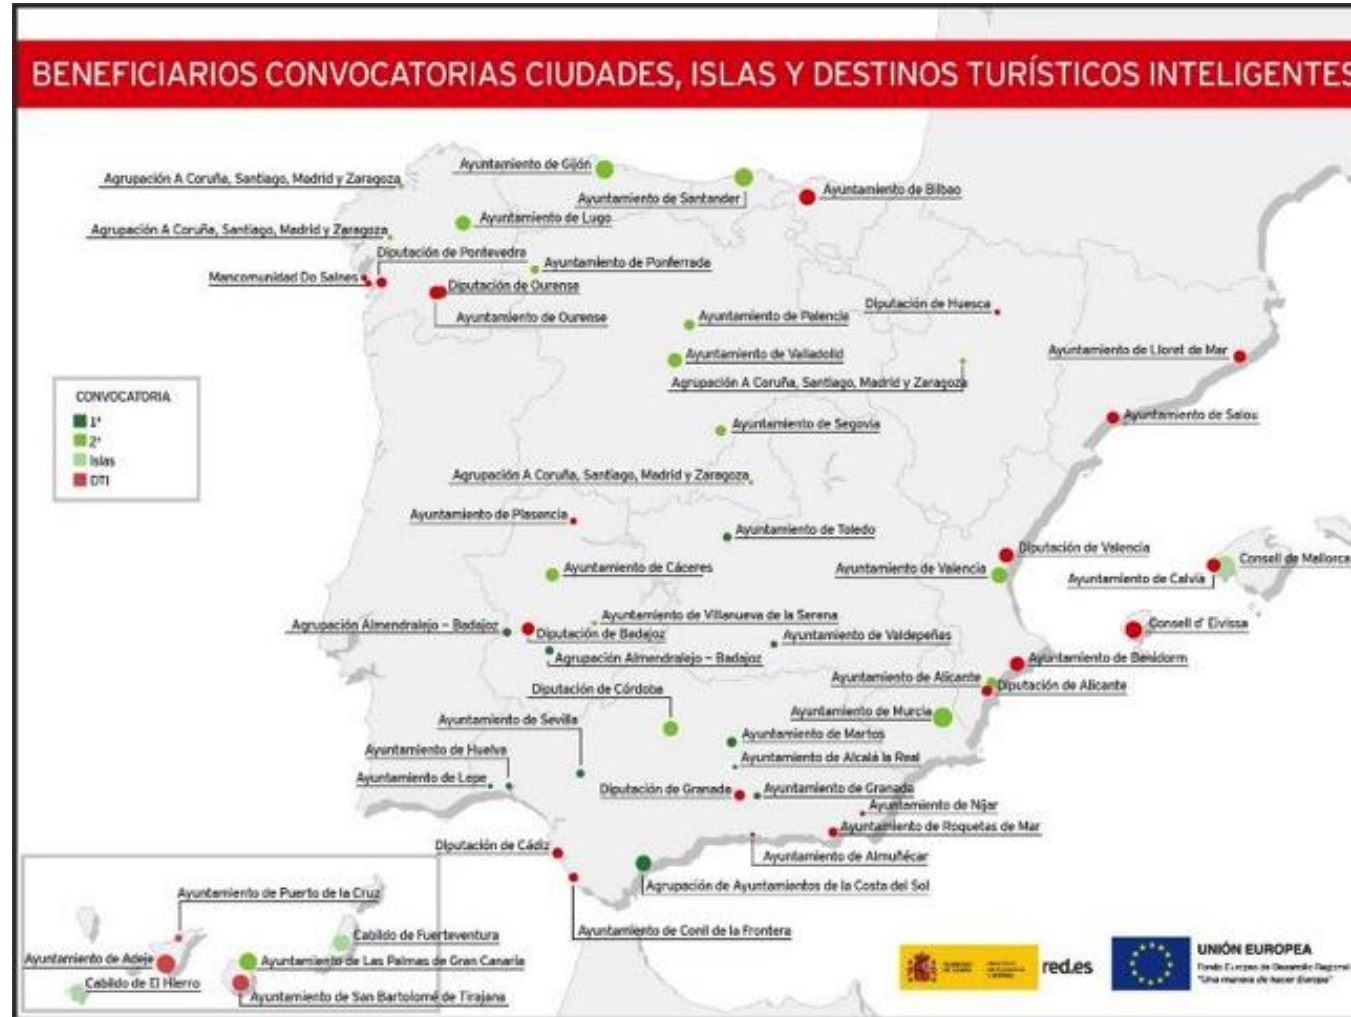 BENEFICIARIOS CONVOCATORIAS CIUDADES, ISLAS Y DESTINOS TURÍSTICOS INTELIGENTES
Ayuntamiento de Gijón
Agrupación A Coruña, Santiago, Madrid y Zaragoza
Ayuntamiento de Santander
Ayuntamiento de Bilbao
Ayuntamiento de Lugo
Agrupación A Coruña, Santiago, Madrid y Zaragoza
Diputación de Pontevedra
Ayuntamiento de Ponferrada
Mancomunidad Do Salnes
Diputación de Ourense
Ayuntamiento de Ourense
Diputación de Huesca
Ayuntamiento de Palencia
Ayuntamiento de Valladolid
Ayuntamiento de Lloret de Mar
Agrupación A Coruña, Santiago, Madrid y Zaragoza
CONVOCATORIA
1ª
2ª
Islas
DTI
Ayuntamiento de Salou
Ayuntamiento de Segovia
Agrupación A Coruña, Santiago, Madrid y Zaragoza
Ayuntamiento de Plasencia
Ayuntamiento de Toledo
Diputación de Valencia
Consell de Mallorca
Ayuntamiento de Cáceres
Ayuntamiento de Valencia
Ayuntamiento de Calvia
Ayuntamiento de Villanueva de la Serena
Agrupación Almendralejo - Badajoz
Diputación de Badajoz
Ayuntamiento de Valdepeñas
Consell d' Eivissa
Agrupación Almendralejo - Badajoz
Ayuntamiento de Benidorm
Ayuntamiento de Alicante
Diputación de Alicante
Diputación de Córdoba
Ayuntamiento de Murcia
Ayuntamiento de Sevilla
Ayuntamiento de Martos
Ayuntamiento de Huelva
Ayuntamiento de Alcalá la Real
Ayuntamiento de Lepe
Diputación de Granada
Ayuntamiento de Granada
Ayuntamiento de Níjar
Ayuntamiento de Roquetas de Mar
Diputación de Cádiz
Ayuntamiento de Almuñécar
Agrupación de Ayuntamientos de la Costa del Sol
Ayuntamiento de Puerto de la Cruz
Ayuntamiento de Conil de la Frontera
Cabildo de Fuerteventura
Ayuntamiento de Adeje
Ayuntamiento de Las Palmas de Gran Canaria
Cabildo de El Hierro
Ayuntamiento de San Bartolomé de Tirajana
red.es
UNIÓN EUROPEA
Fondo Europeo de Desarrollo Regional
"Una manera de hacer Europa"